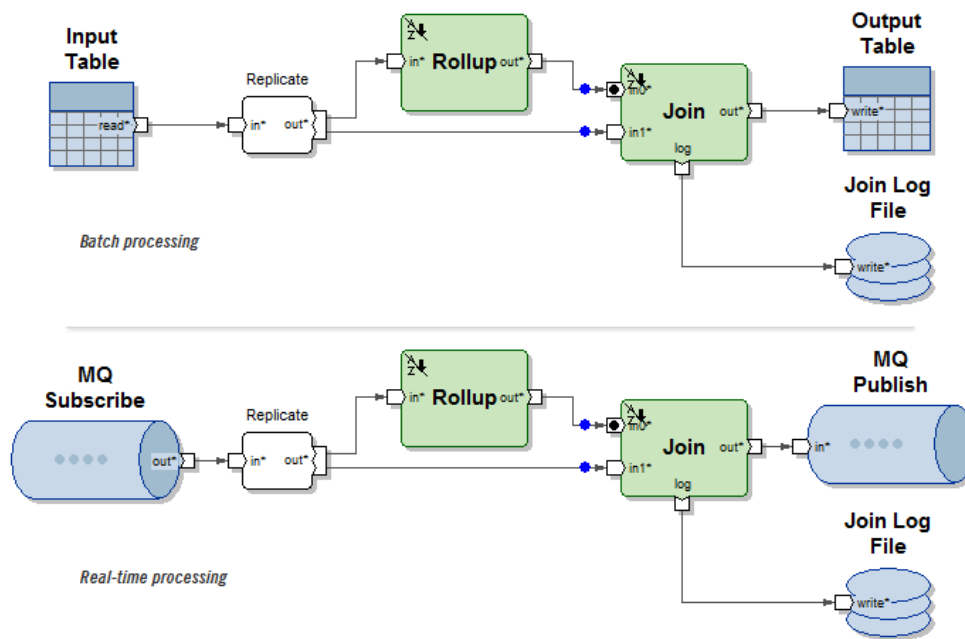 Input
Table
read*
Replicate
in*
out*
A
Z
in*
Rollup
out*
A
Z
in0*
Join
out*
in1*
log
Output
Table
write*
Join Log
File
write*
Batch processing
MQ
Subscribe
out*
Replicate
in*
out*
A
Z
in*
Rollup
out*
A
Z
in0*
Join
out*
in1*
log
MQ
Publish
in*
Join Log
File
write*
Real-time processing